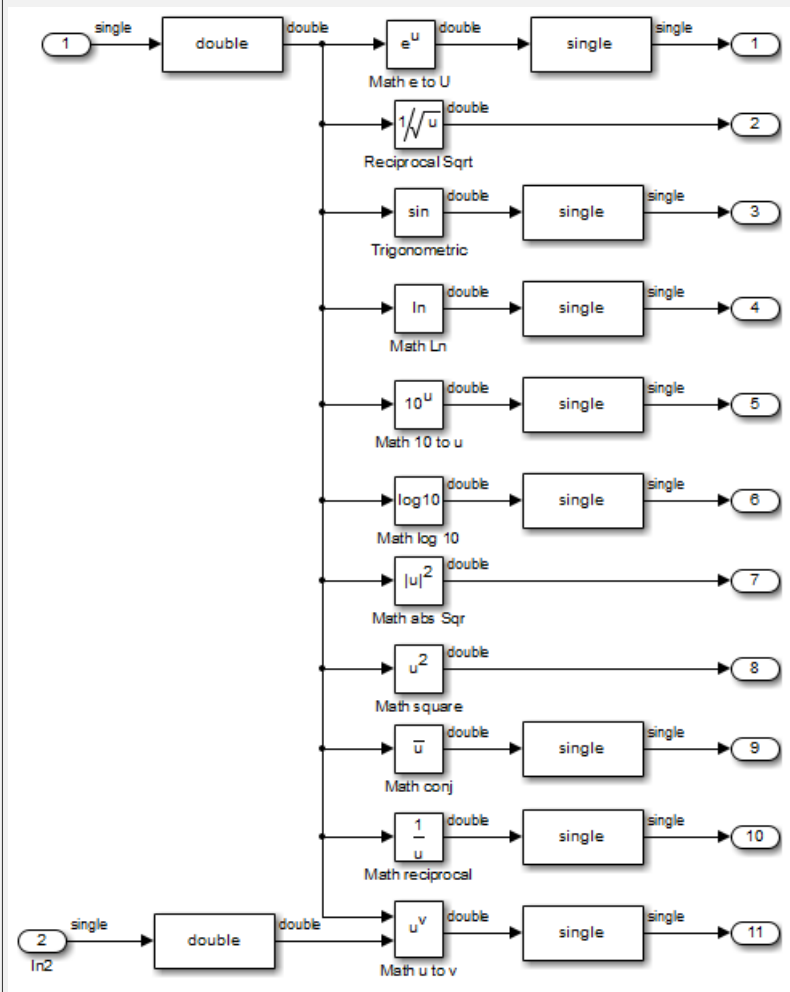 single double double double single
1 double e^u single 1
Math e to U
double
1/√u 2
Reciprocal Sqrt
double single
sin single 3
Trigonometric
double single
ln single 4
Math Ln
double single
10^u single 5
Math 10 to u
double single
log10 single 6
Math log 10
double
|u|^2 7
Math abs Sqr
double
u^2 8
Math square
double single
ū single 9
Math conj
double single
1/u single 10
Math reciprocal
single double double single
2 double u^v single 11
In2
Math u to v